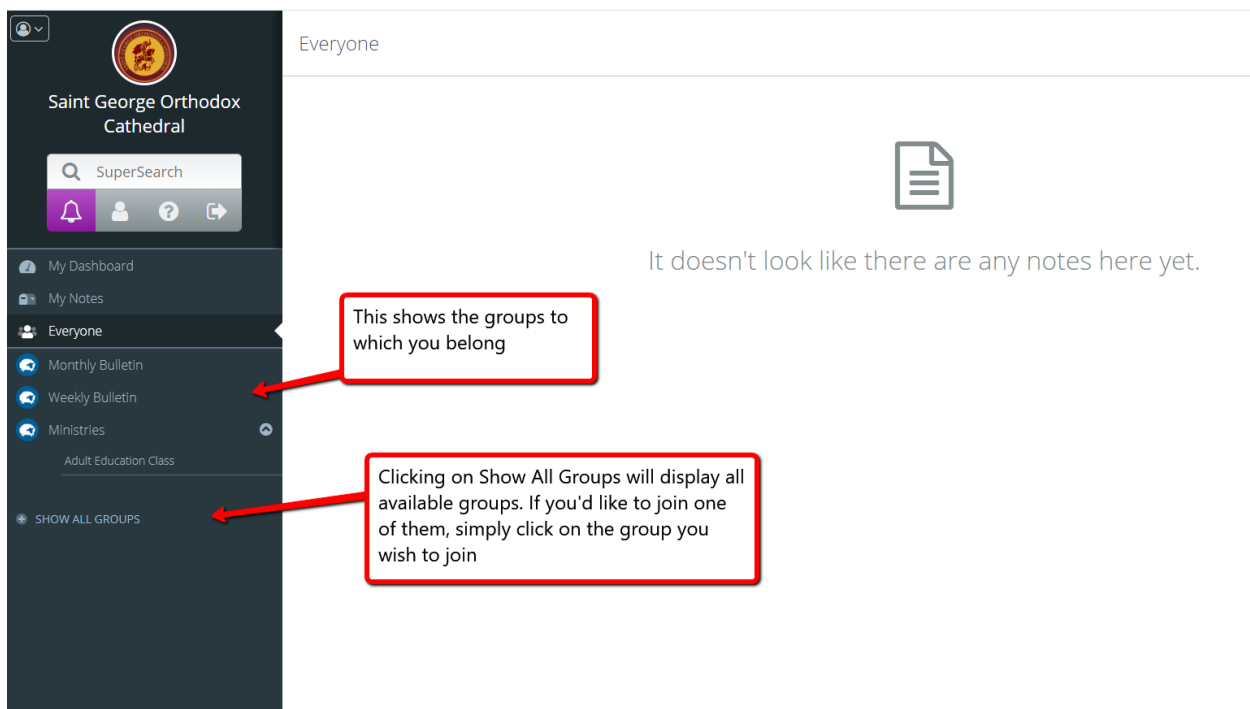 Saint George Orthodox
Cathedral
SuperSearch
My Dashboard
My Notes
Everyone
Monthly Bulletin
Weekly Bulletin
Ministries
Adult Education Class
SHOW ALL GROUPS
Everyone
It doesn't look like there are any notes here yet.
This shows the groups to
which you belong
Clicking on Show All Groups will display all
available groups. If you'd like to join one
of them, simply click on the group you
wish to join